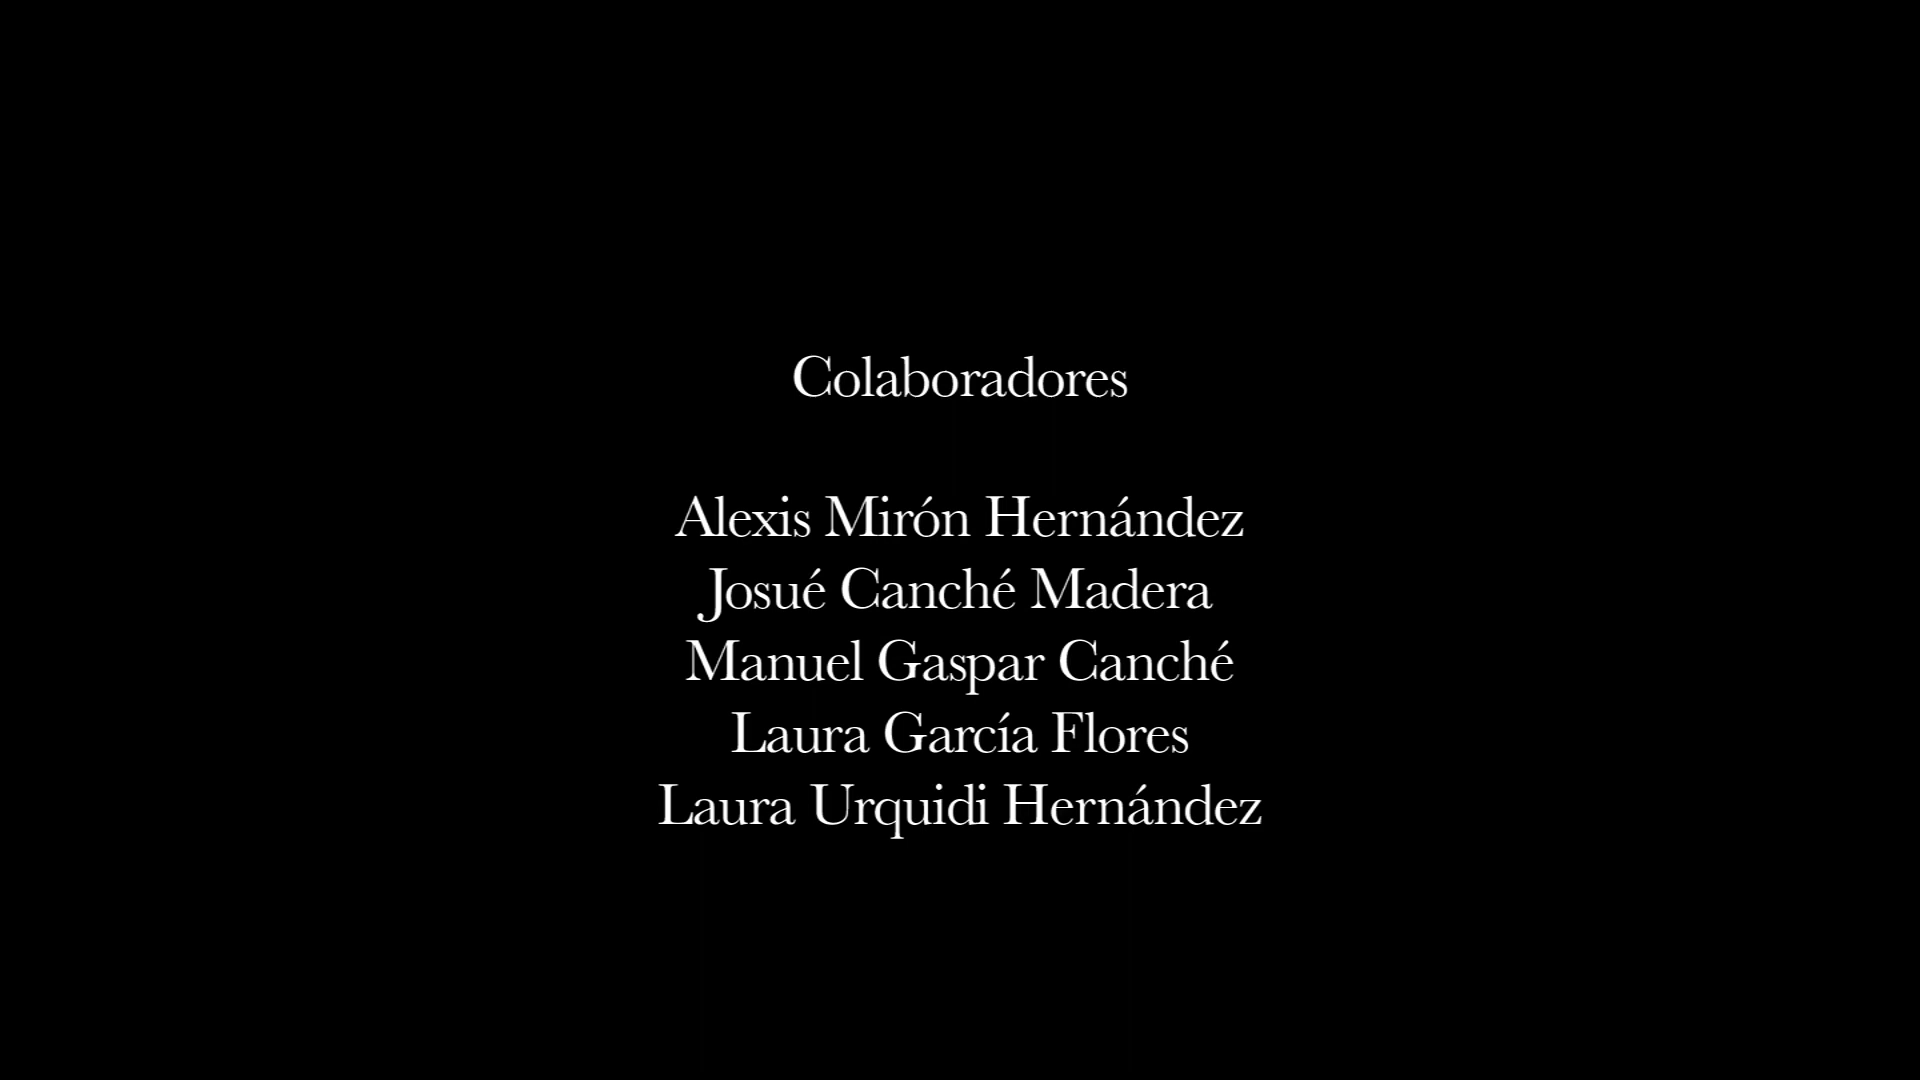 Colaboradores
Alexis Mirón Hernández
Josué Canché Madera
Manuel Gaspar Canché
Laura García Flores
Laura Urquidi Hernández